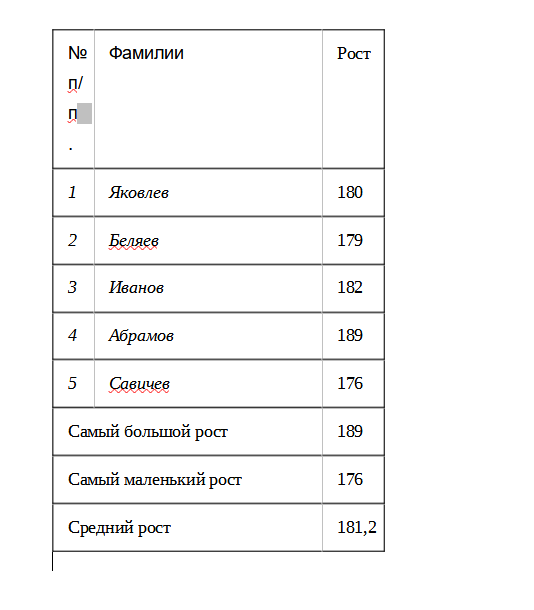 № Фамилии Рост
п/
п
.
1 Яковлев 180
2 Беляев 179
3 Иванов 182
4 Абрамов 189
5 Савичев 176
Самый большой рост 189
Самый маленький рост 176
Средний рост 181,2